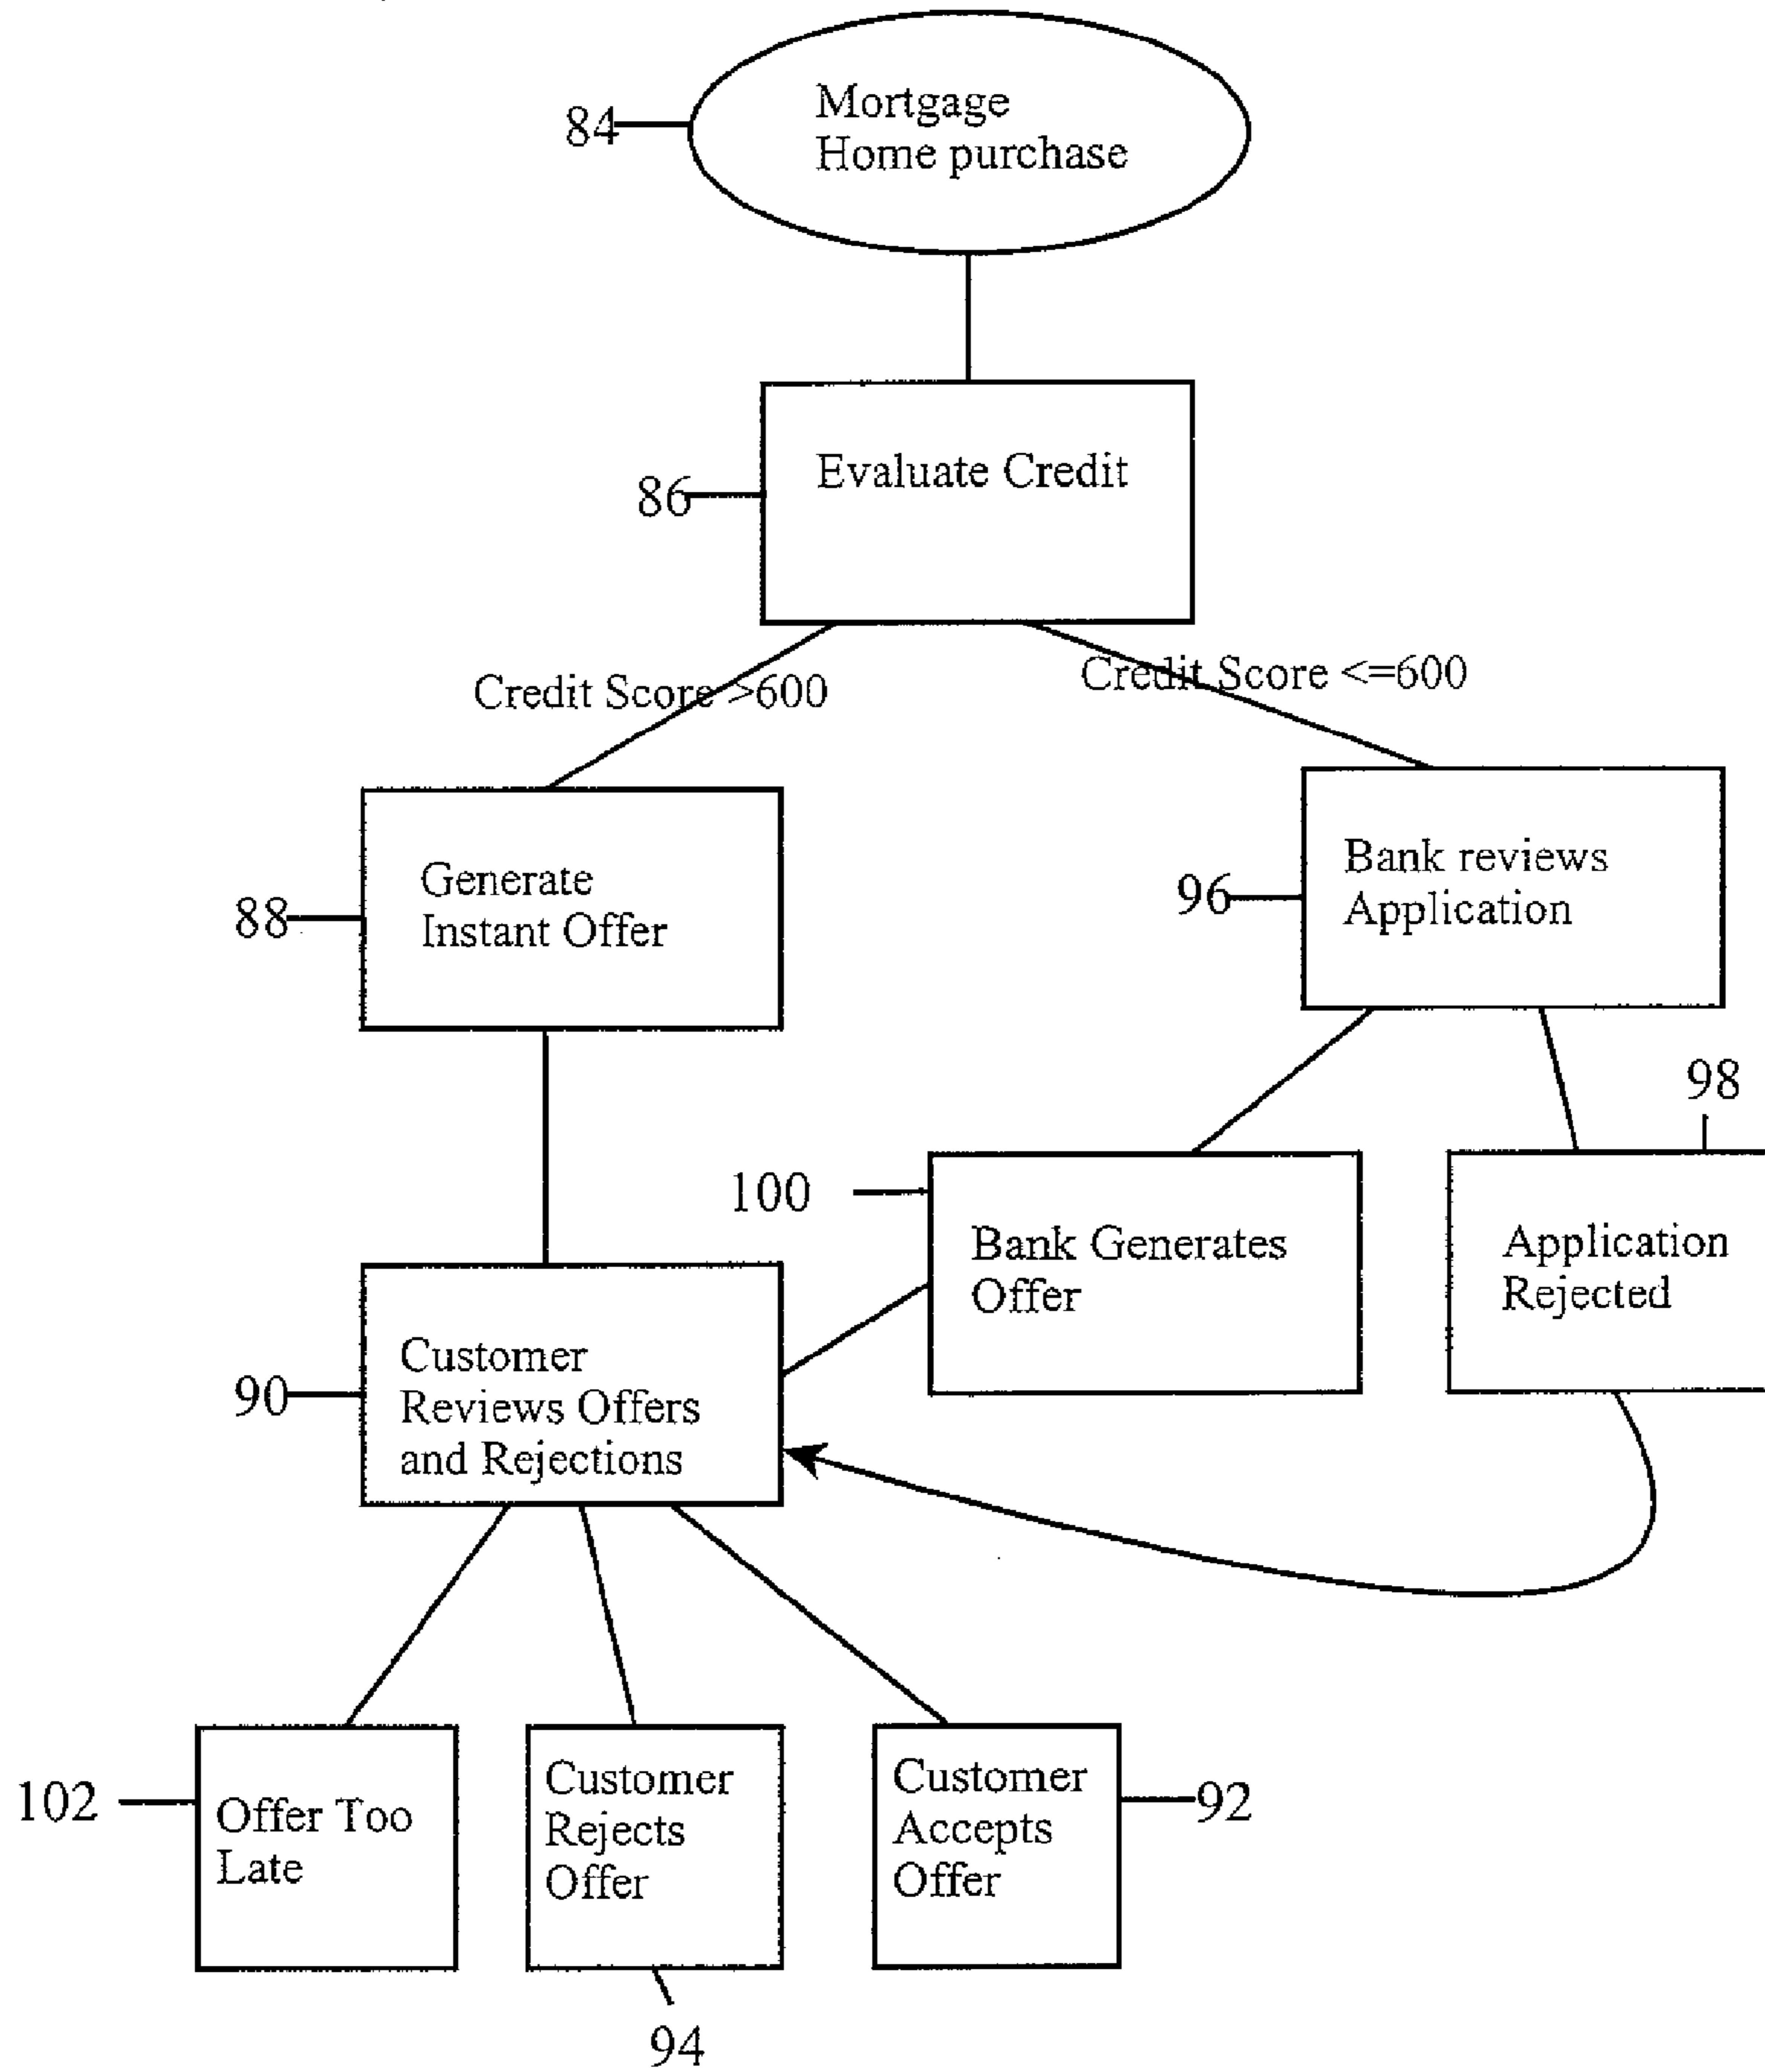 Mortgage
84
Home purchase
Evaluate Credit
86
Credit Score >600
Credit Score <=600
Generate
Instant Offer
88
Bank reviews
Application
96
98
100
Bank Generates
Offer
Application
Rejected
Customer
Reviews Offers
and Rejections
90
102
Offer Too
Late
Customer
Rejects
Offer
Customer
Accepts
Offer
92
94